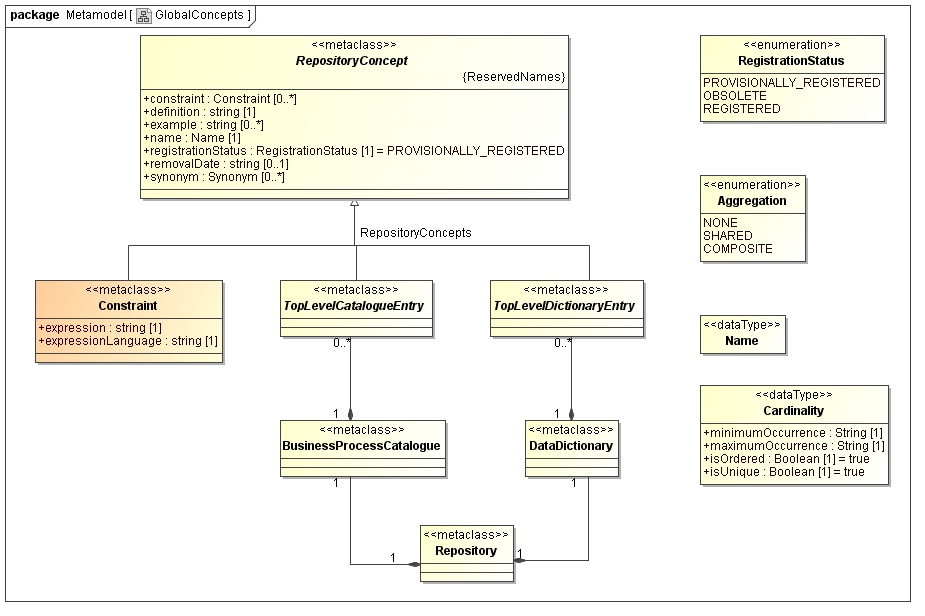 package Metamodel [ GlobalConcepts ]
<<metaclass>>
RepositoryConcept
{ReservedNames}
+constraint : Constraint [0..*]
+definition : string [1]
+example : string [0..*]
+name : Name [1]
+registrationStatus : RegistrationStatus [1] = PROVISIONALLY_REGISTERED
+removalDate : string [0..1]
+synonym : Synonym [0..*]
<<enumeration>>
RegistrationStatus
PROVISIONALLY_REGISTERED
OBSOLETE
REGISTERED
<<enumeration>>
Aggregation
NONE
SHARED
COMPOSITE
RepositoryConcepts
<<metaclass>>
Constraint
+expression : string [1]
+expressionLanguage : string [1]
<<metaclass>>
TopLevelCatalogueEntry
<<metaclass>>
TopLevelDictionaryEntry
<<dataType>>
Name
0..*
0..*
<<dataType>>
Cardinality
+minimumOccurrence : String [1]
+maximumOccurrence : String [1]
+isOrdered : Boolean [1] = true
+isUnique : Boolean [1] = true
1
1
<<metaclass>>
BusinessProcessCatalogue
<<metaclass>>
DataDictionary
1
1
<<metaclass>>
Repository
1
1